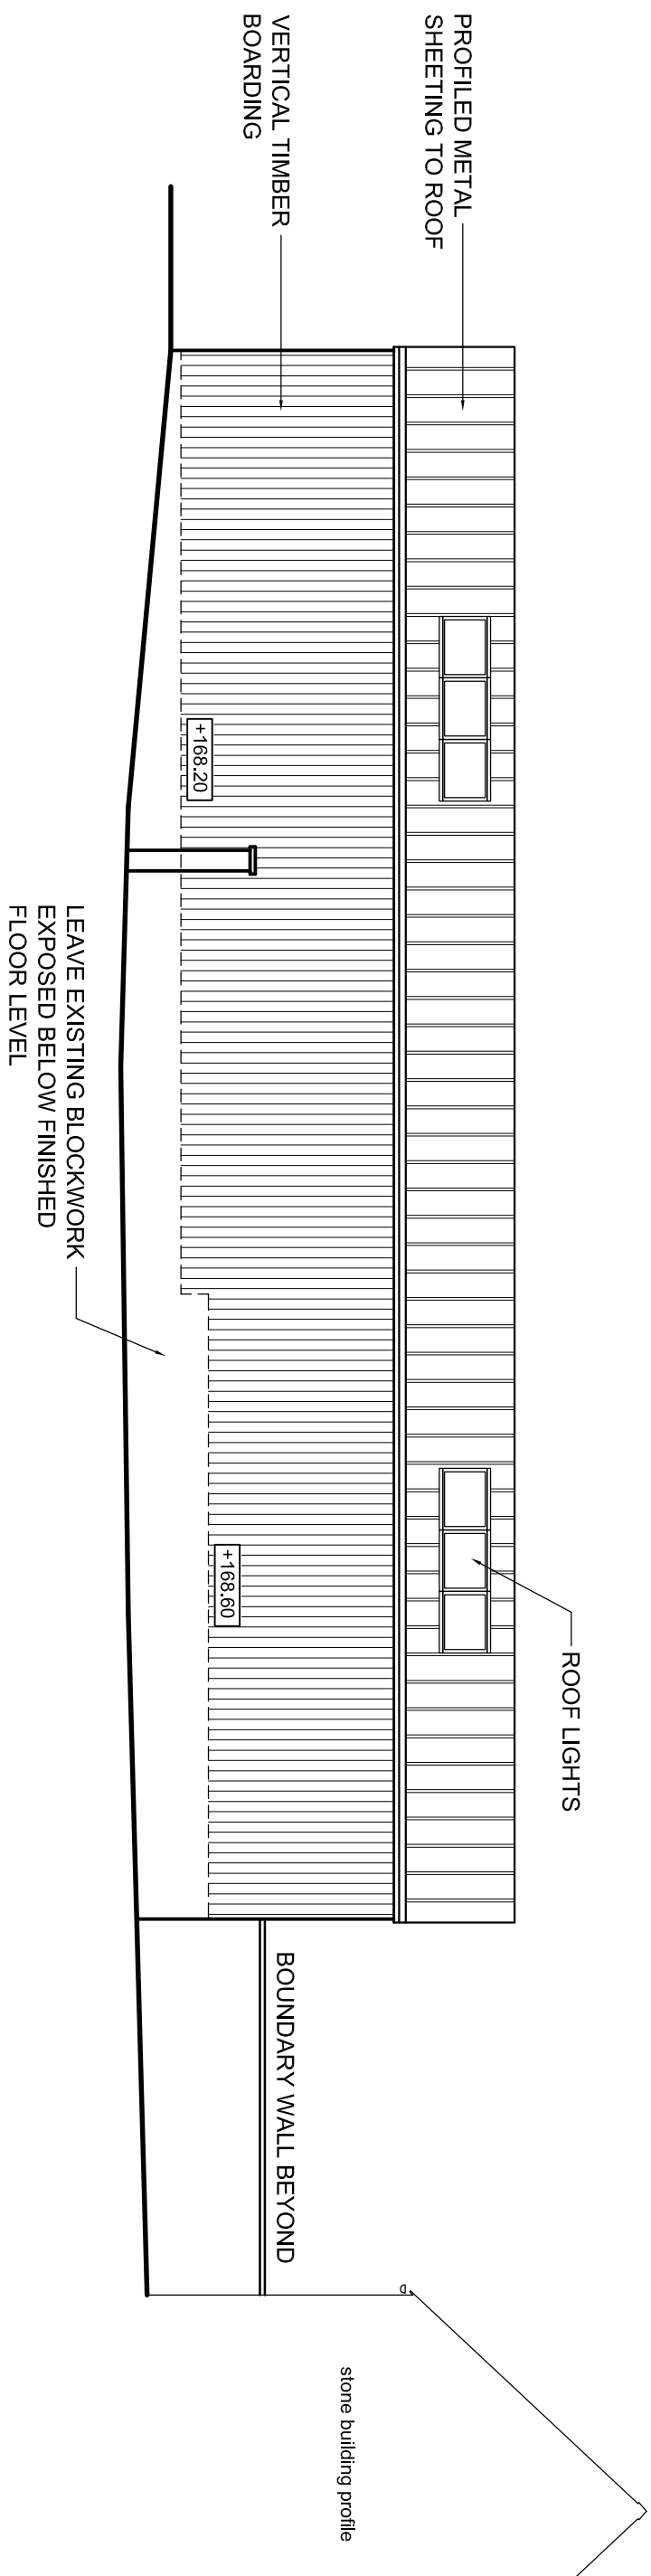 PROFILED METAL
SHEETING TO ROOF
VERTICAL TIMBER
BOARDING
ROOF LIGHTS
+168.20
+168.60
LEAVE EXISTING BLOCKWORK
EXPOSED BELOW FINISHED
FLOOR LEVEL
BOUNDARY WALL BEYOND
stone building profile